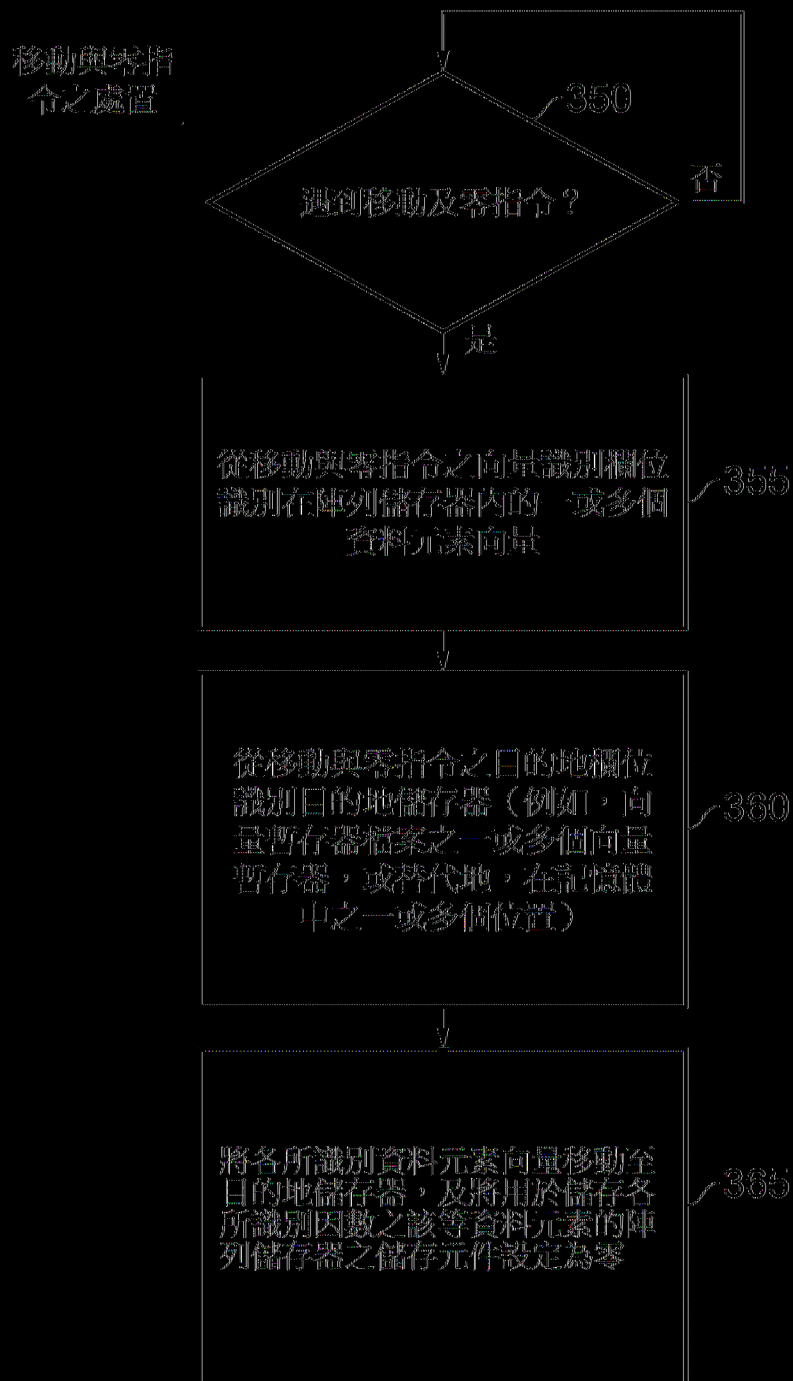 移動與零指
令之處置
350
遇到移動及零指令？
否
是
從移動與零指令之向量識別欄位
識別在陣列儲存器內的一或多個
資料元素向量
355
從移動與零指令之目的地欄位
識別目的地儲存器（例如，向
量暫存器檔案之一或多個向量
暫存器，或替代地，在記憶體
中之一或多個位置）
360
將各所識別資料元素向量移動至
目的地儲存器，及將用於儲存各
所識別因數之該等資料元素的陣
列儲存器之儲存元件設定為零
365